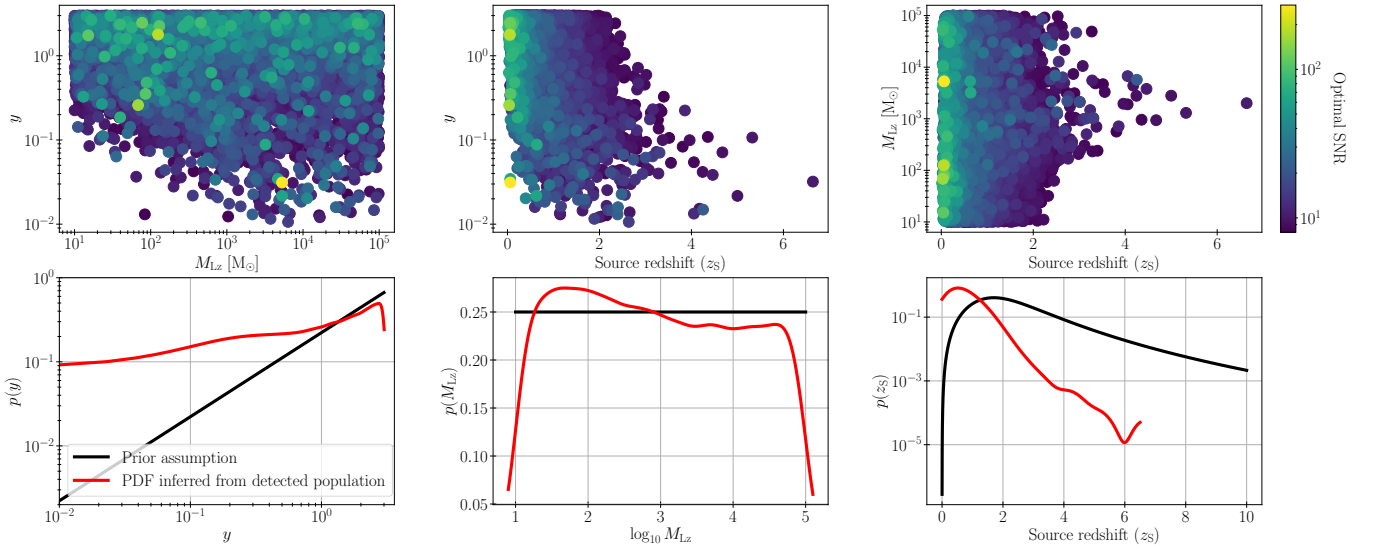 10⁰
10⁻¹
10⁻²
y
10¹ 10² 10³ 10⁴ 10⁵
M_Lz [M_⊙]
10⁰
10⁻¹
10⁻²
y
0 2 4 6
Source redshift (z_S)
10⁵
10⁴
10³
10²
10¹
M_Lz [M_⊙]
0 2 4 6
Source redshift (z_S)
10²
10¹
Optimal SNR
10⁰
10⁻¹
10⁻²
p(y)
Prior assumption
PDF inferred from detected population
10⁻² 10⁻¹ 10⁰
y
0.25
0.20
0.15
0.10
0.05
p(M_Lz)
1 2 3 4 5
log₁₀ M_Lz
10⁻¹
10⁻³
10⁻⁵
p(z_S)
0 2 4 6 8 10
Source redshift (z_S)